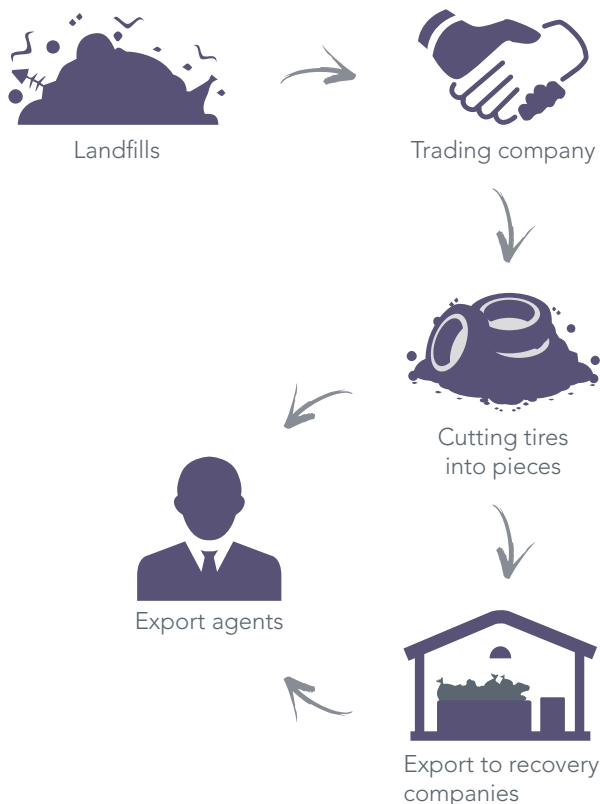 Landfills
Trading company
Cutting tires
into pieces
Export agents
Export to recovery
companies